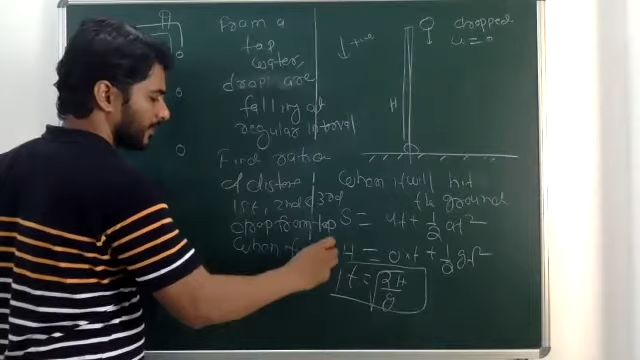 From a
tap
water
drops are
falling at
regular interval
Find ration
of distance
1st, 2nd & 3rd
drop from tap
When
↓ +ve
dropped
u = 0
H
When it will hit
the ground
S = ut + 1/2 at²
H = 0×t + 1/2 gt²
t = √(2H/g)